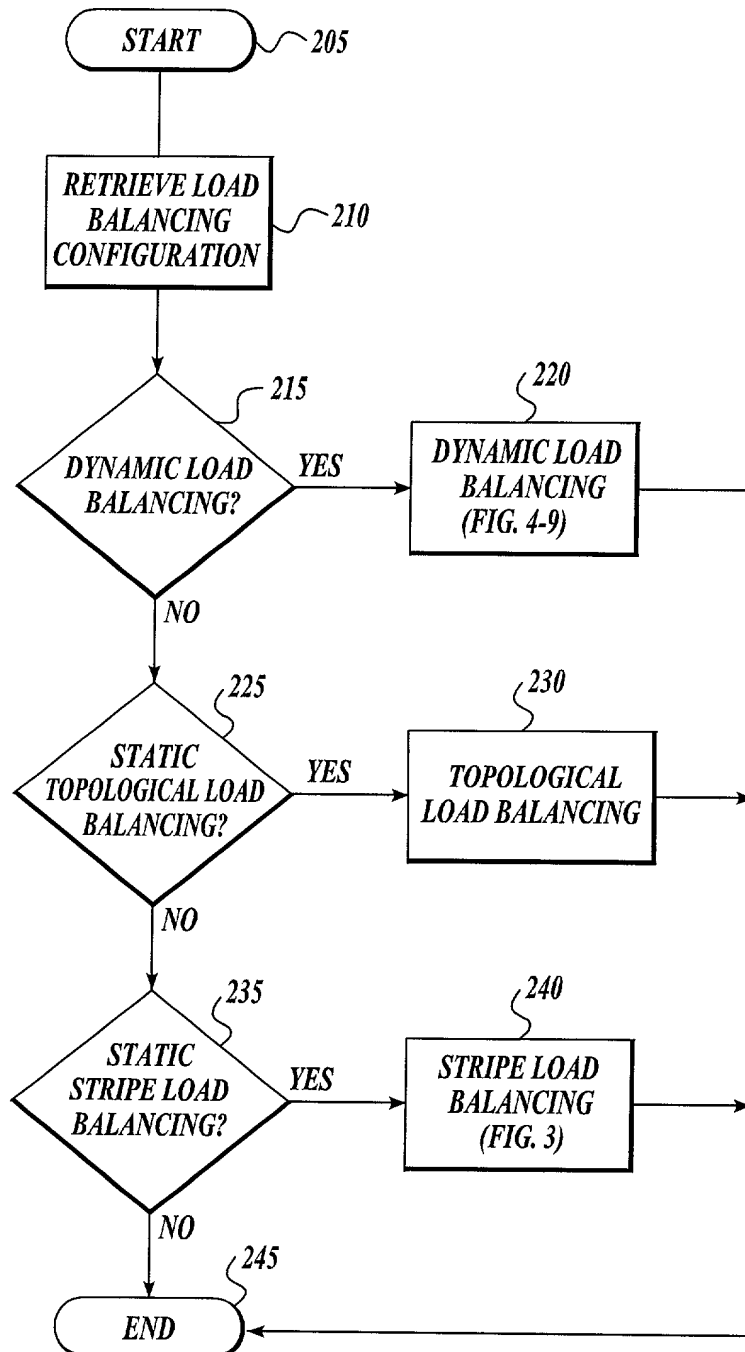 START
205
RETRIEVE LOAD
BALANCING
CONFIGURATION
210
215
DYNAMIC LOAD
BALANCING?
YES
220
DYNAMIC LOAD
BALANCING
(FIG. 4-9)
NO
225
STATIC
TOPOLOGICAL LOAD
BALANCING?
YES
230
TOPOLOGICAL
LOAD BALANCING
NO
235
STATIC
STRIPE LOAD
BALANCING?
YES
240
STRIPE LOAD
BALANCING
(FIG. 3)
NO
245
END